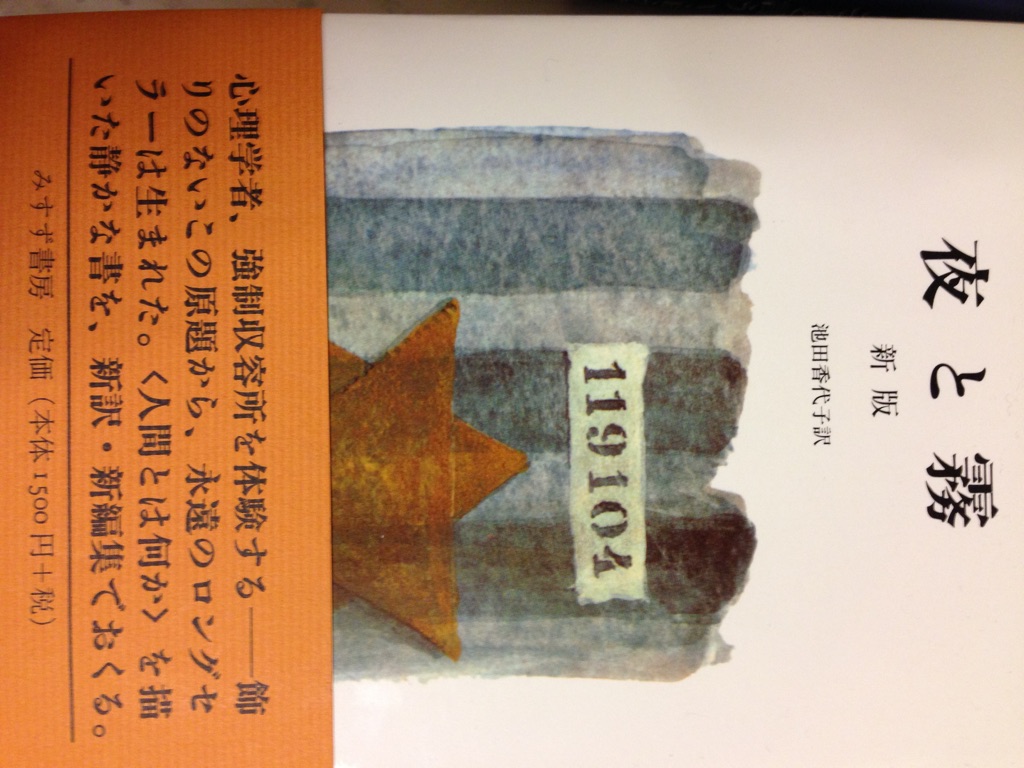 夜と霧
新版
池田香代子訳
119104
心理学者、強制収容所を体験する――飾
りのないこの原題から、永遠のロングセ
ラーは生まれた。〈人間とは何か〉を描
いた静かな書を、新訳・新編集でおくる。
みすず書房 定価（本体1500円＋税）